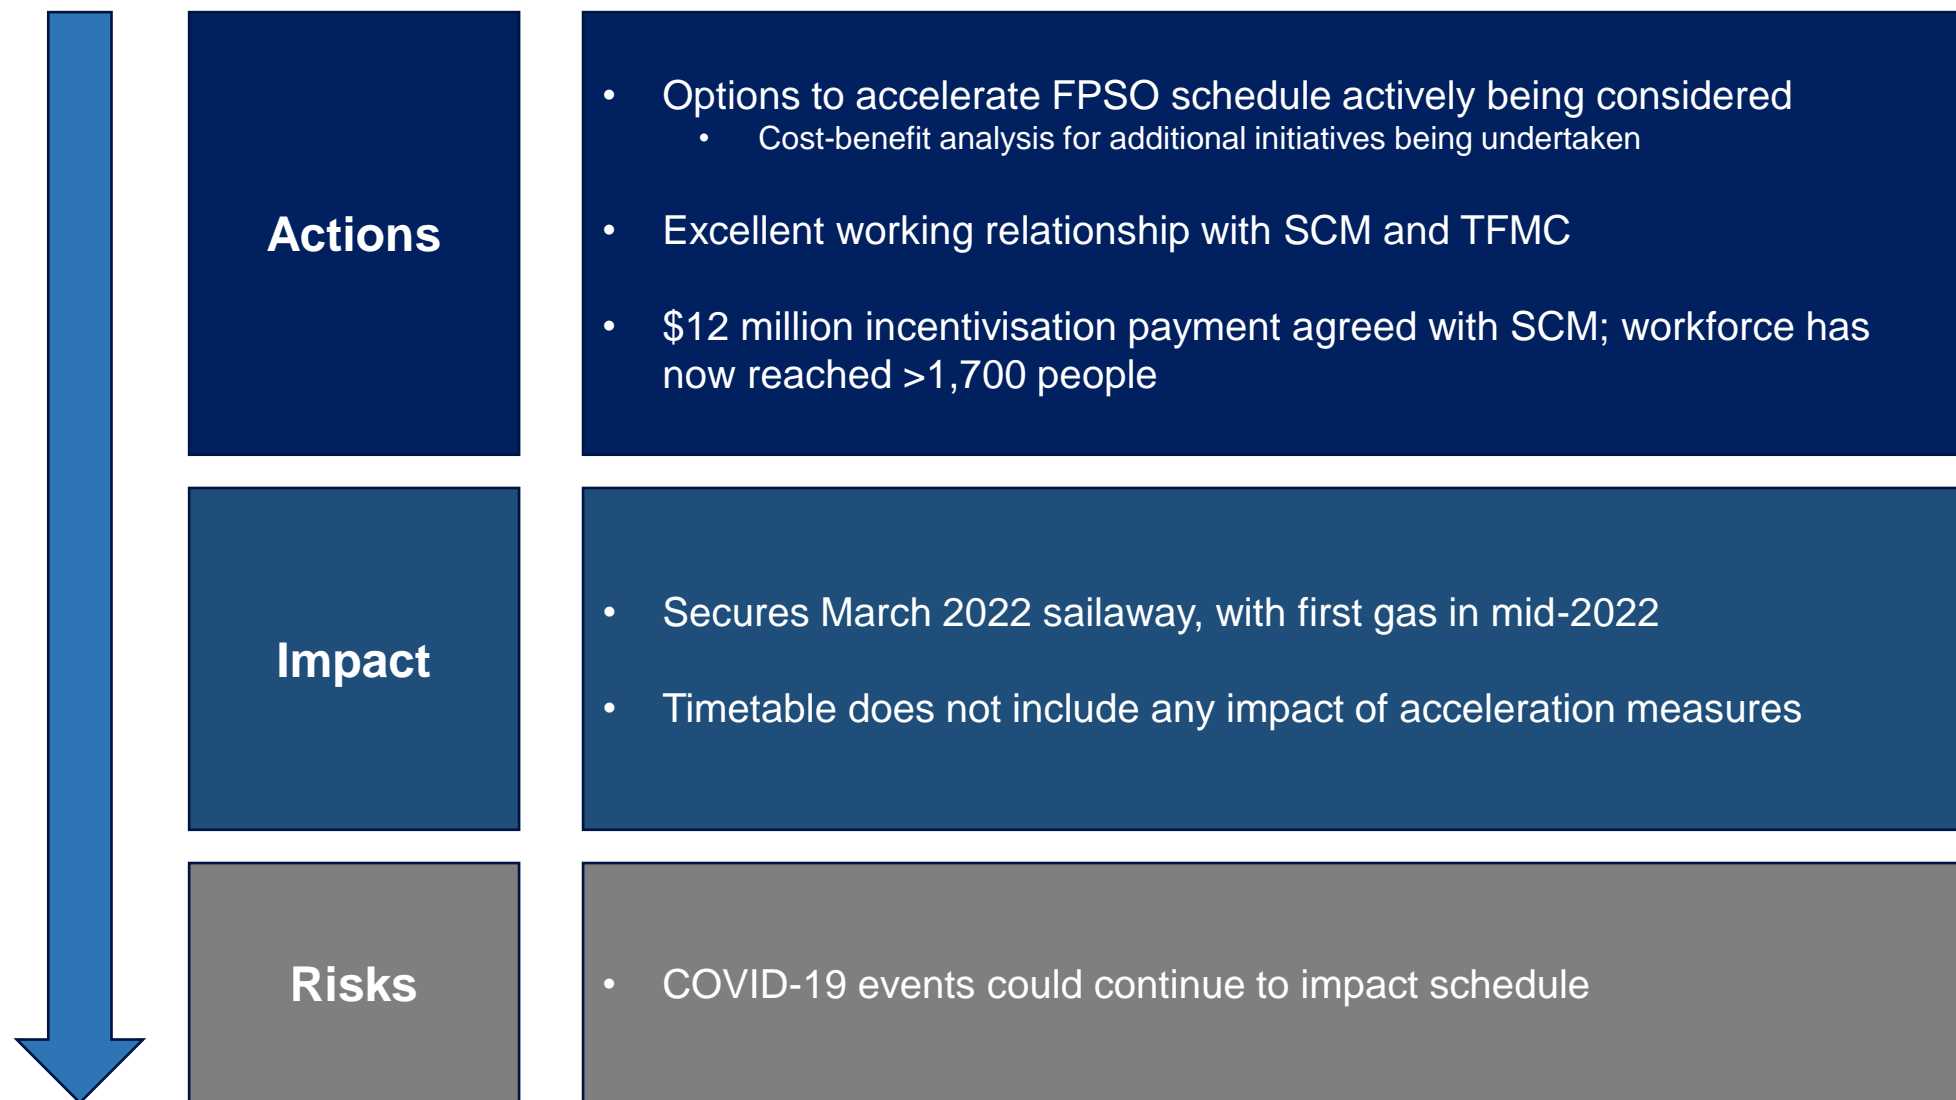 Actions
• Options to accelerate FPSO schedule actively being considered
• Cost-benefit analysis for additional initiatives being undertaken
• Excellent working relationship with SCM and TFMC
• $12 million incentivisation payment agreed with SCM; workforce has
now reached >1,700 people
Impact
• Secures March 2022 sailaway, with first gas in mid-2022
• Timetable does not include any impact of acceleration measures
Risks
• COVID-19 events could continue to impact schedule